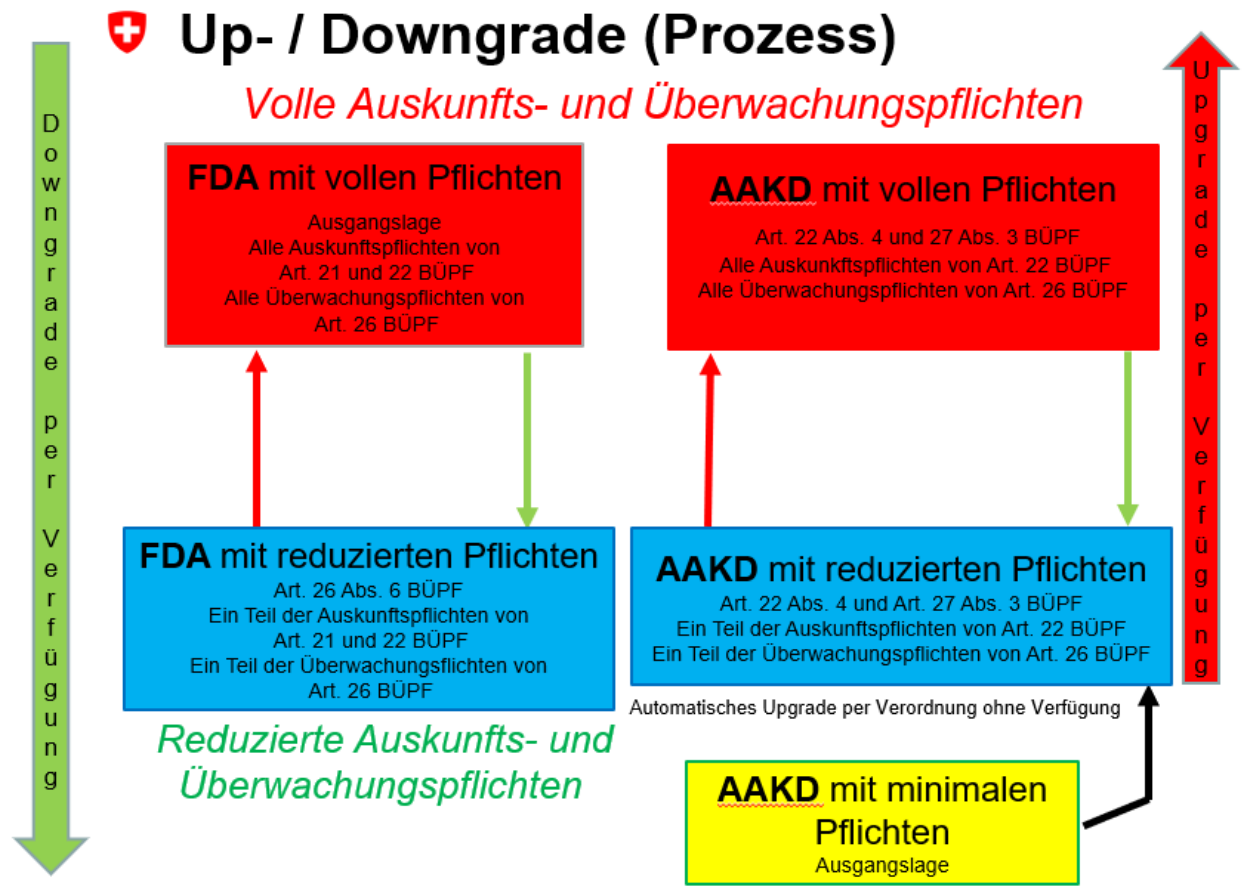 Up- / Downgrade (Prozess)
Volle Auskunfts- und Überwachungspflichten
Downgrade per Verfügung
Upgrade per Verfügung
FDA mit vollen Pflichten
Ausgangslage
Alle Auskunftspflichten von
Art. 21 und 22 BÜPF
Alle Überwachungspflichten von
Art. 26 BÜPF
AAKD mit vollen Pflichten
Art. 22 Abs. 4 und 27 Abs. 3 BÜPF
Alle Auskunkftspflichten von Art. 22 BÜPF
Alle Überwachungspflichten von Art. 26 BÜPF
FDA mit reduzierten Pflichten
Art. 26 Abs. 6 BÜPF
Ein Teil der Auskunftspflichten von
Art. 21 und 22 BÜPF
Ein Teil der Überwachungsflichten von
Art. 26 BÜPF
AAKD mit reduzierten Pflichten
Art. 22 Abs. 4 und Art. 27 Abs. 3 BÜPF
Ein Teil der Auskunftspflichten von Art. 22 BÜPF
Ein Teil der Überwachungspflichten von Art. 26 BÜPF
Automatisches Upgrade per Verordnung ohne Verfügung
Reduzierte Auskunfts- und
Überwachungspflichten
AAKD mit minimalen
Pflichten
Ausgangslage